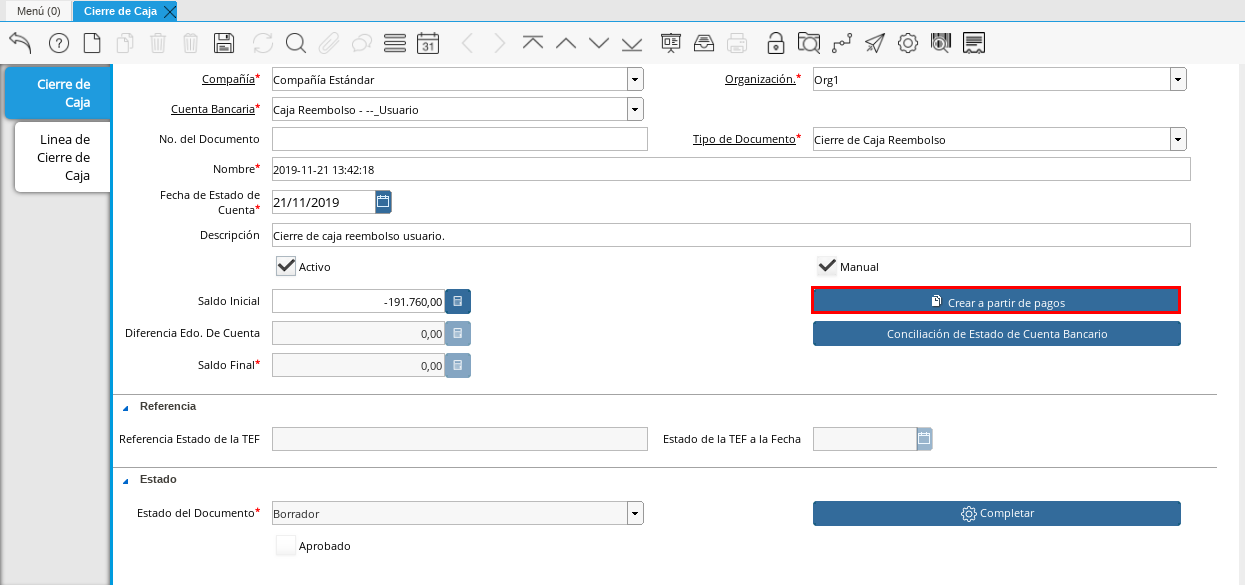 Menú (0)
Cierre de Caja
31
Cierre de
Caja
Linea de
Cierre de
Caja
Compañía*
Compañía Estándar
Organización.*
Org1
Cuenta Bancaria*
Caja Reembolso - --_Usuario
No. del Documento
Tipo de Documento*
Cierre de Caja Reembolso
Nombre*
2019-11-21 13:42:18
Fecha de Estado de
Cuenta*
21/11/2019
Descripción
Cierre de caja reembolso usuario.
Activo
Manual
Saldo Inicial
-191.760,00
Crear a partir de pagos
Diferencia Edo. De Cuenta
0,00
Conciliación de Estado de Cuenta Bancario
Saldo Final*
0,00
Referencia
Referencia Estado de la TEF
Estado de la TEF a la Fecha
Estado
Estado del Documento*
Borrador
Completar
Aprobado